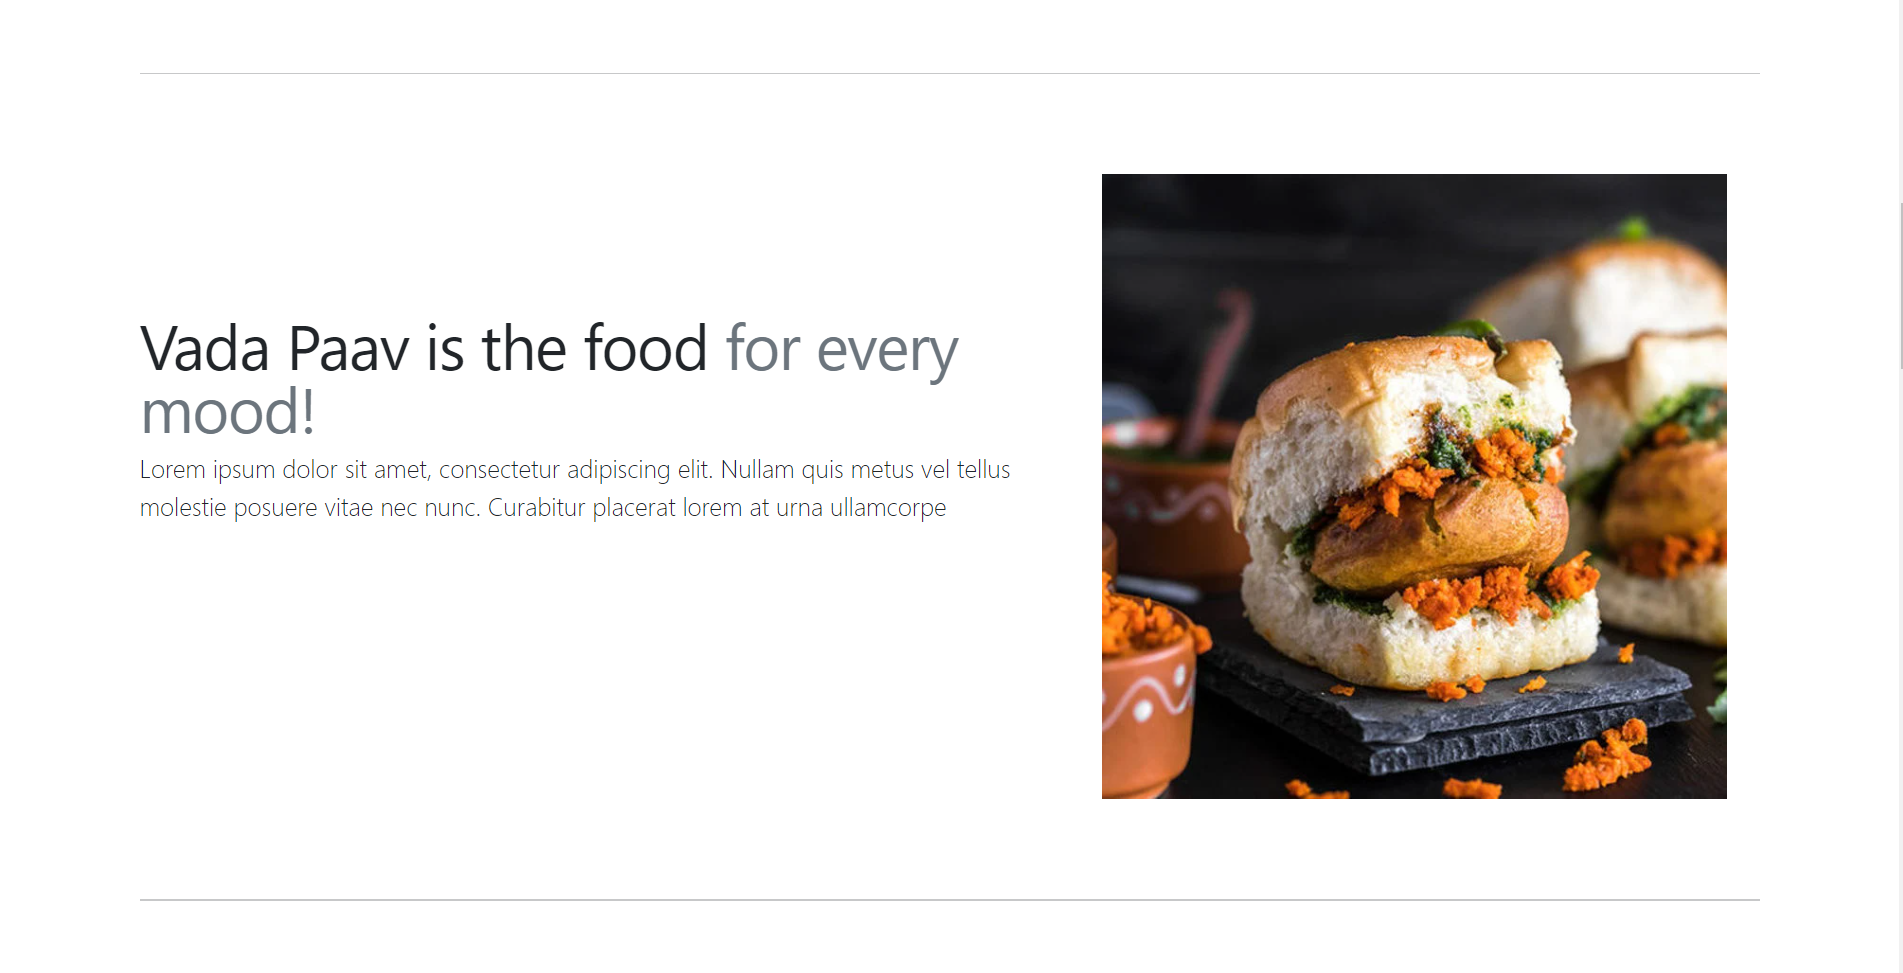 Vada Paav is the food for every
mood!
Lorem ipsum dolor sit amet, consectetur adipiscing elit. Nullam quis metus vel tellus
molestie posuere vitae nec nunc. Curabitur placerat lorem at urna ullamcorpe